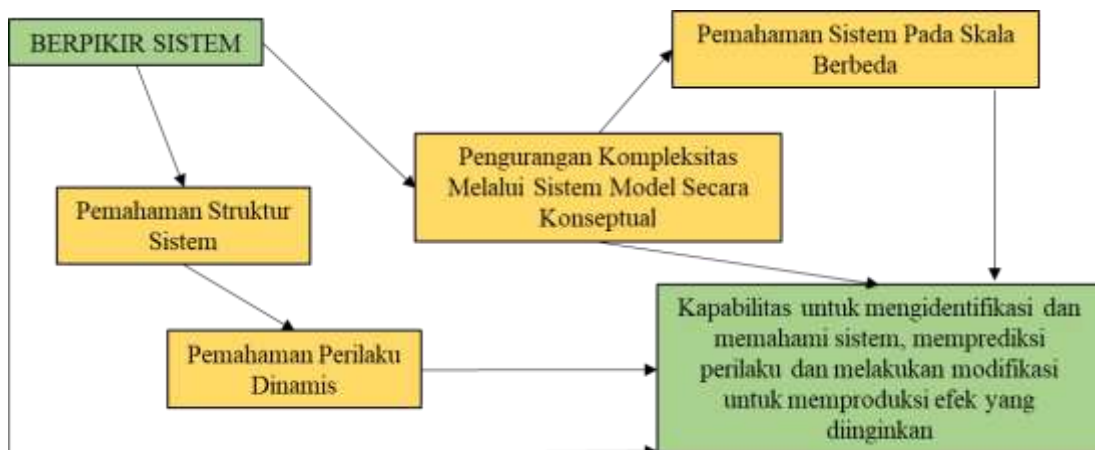 BERPIKIR SISTEM
Pemahaman Sistem Pada Skala
Berbeda
Pengurangan Kompleksitas
Melalui Sistem Model Secara
Konseptual
Pemahaman Struktur
Sistem
Kapabilitas untuk mengidentifikasi dan
memahami sistem, memprediksi
perilaku dan melakukan modifikasi
untuk memproduksi efek yang
diinginkan
Pemahaman Perilaku
Dinamis